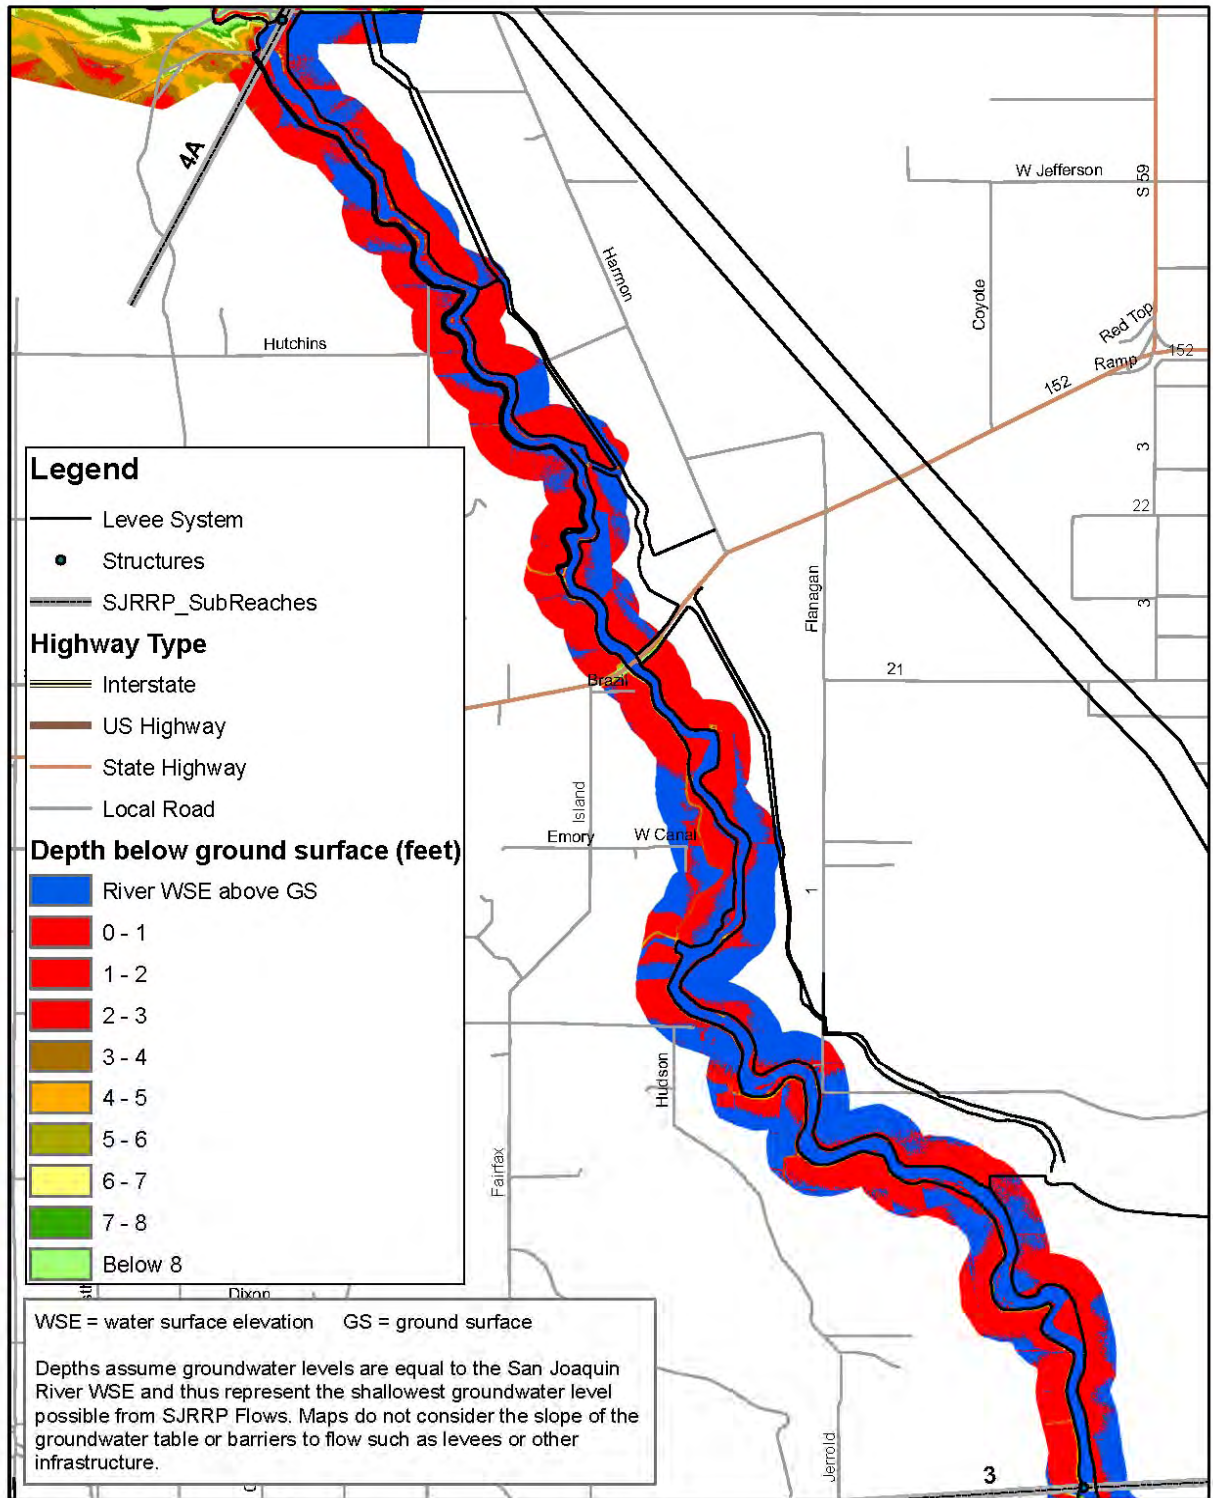 4A
W Jefferson
S 59
Harmon
Coyote
Red Top
Ramp
152
152
Hutchins
3
22
3
Flanagan
21
Brazil
Island
Emory
W Canal
1
Hudson
Fairfax
Dixon
Jerrold
3
Legend
Levee System
Structures
SJRRP_SubReaches
Highway Type
Interstate
US Highway
State Highway
Local Road
Depth below ground surface (feet)
River WSE above GS
0 - 1
1 - 2
2 - 3
3 - 4
4 - 5
5 - 6
6 - 7
7 - 8
Below 8
WSE = water surface elevation GS = ground surface
Depths assume groundwater levels are equal to the San Joaquin
River WSE and thus represent the shallowest groundwater level
possible from SJRRP Flows. Maps do not consider the slope of the
groundwater table or barriers to flow such as levees or other
infrastructure.